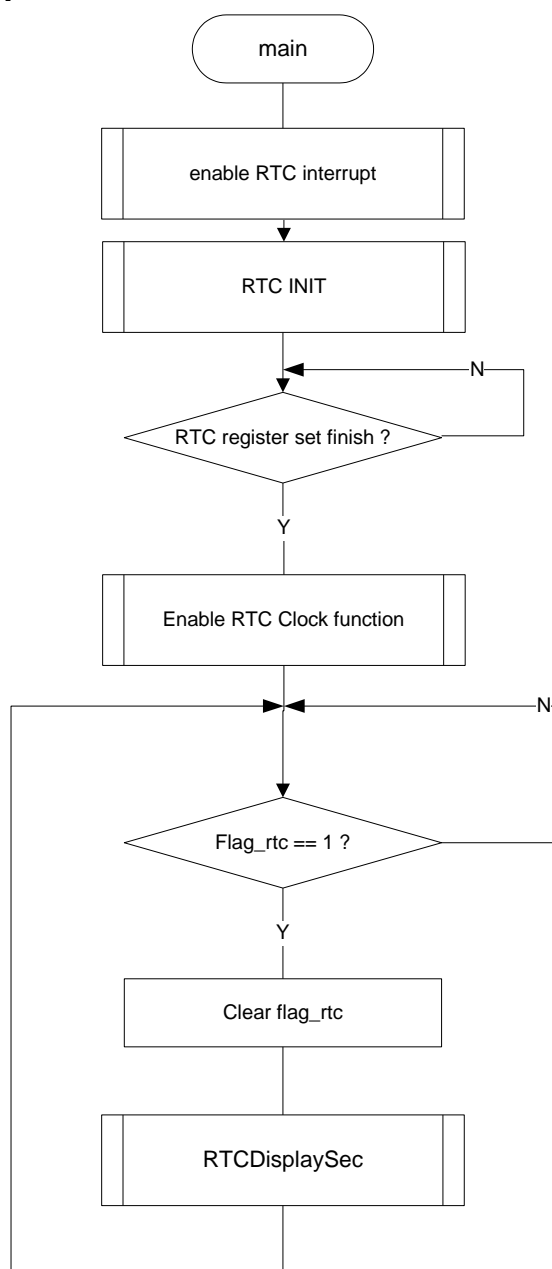 main
enable RTC interrupt
RTC INIT
N
RTC register set finish ?
Y
Enable RTC Clock function
N
Flag_rtc == 1 ?
Y
Clear flag_rtc
RTCDisplaySec